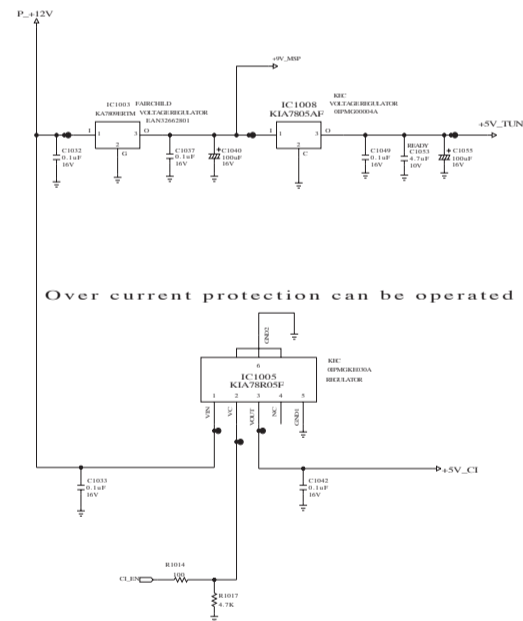 P_+12V
+9V_MSP
IC1003 FAIRCHILD
VOLTAGE REGULATOR
EAN32662801
I
1
3
O
2
G
C1032
0.1uF
16V
C1037
0.1uF
16V
C1040
100uF
16V
IC1008
KIA7805AF
KEC
VOLTAGE REGULATOR
0IPMG00004A
I
1
3
O
2
+5V_TUN
C1049
0.1uF
16V
READY
C1053
4.7uF
10V
C1055
100uF
16V
Over current protection can be operated
GND2
6
IC1005
KIA78R05F
KEC
REGULATOR
1
2
3
4
5
VIN
VC
VOUT
NC
GND1
C1033
0.1uF
16V
C1042
0.1uF
16V
+5V_CI
R1014
100
CI_EN
R1017
4.7K